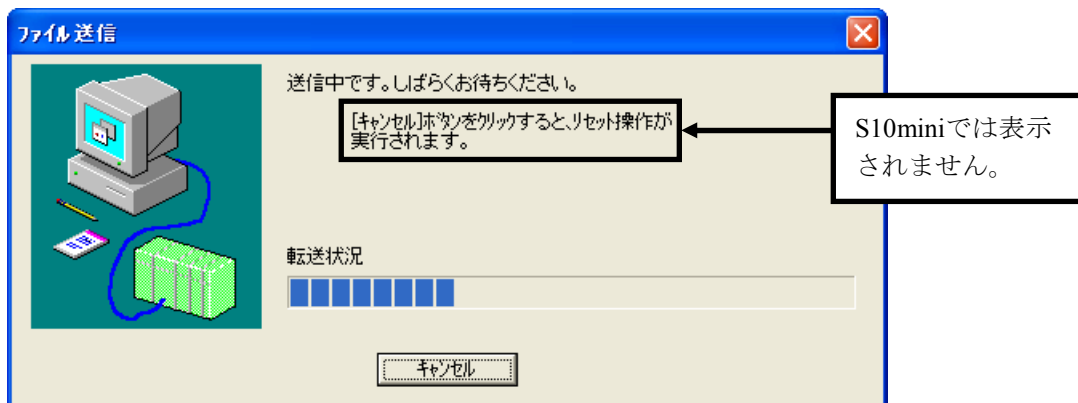 ファイル送信
送信中です。しばらくお待ちください。
[キャンセル]ボタンをクリックすると、リセット操作が
実行されます。
S10miniでは表示
されません。
転送状況
キャンセル